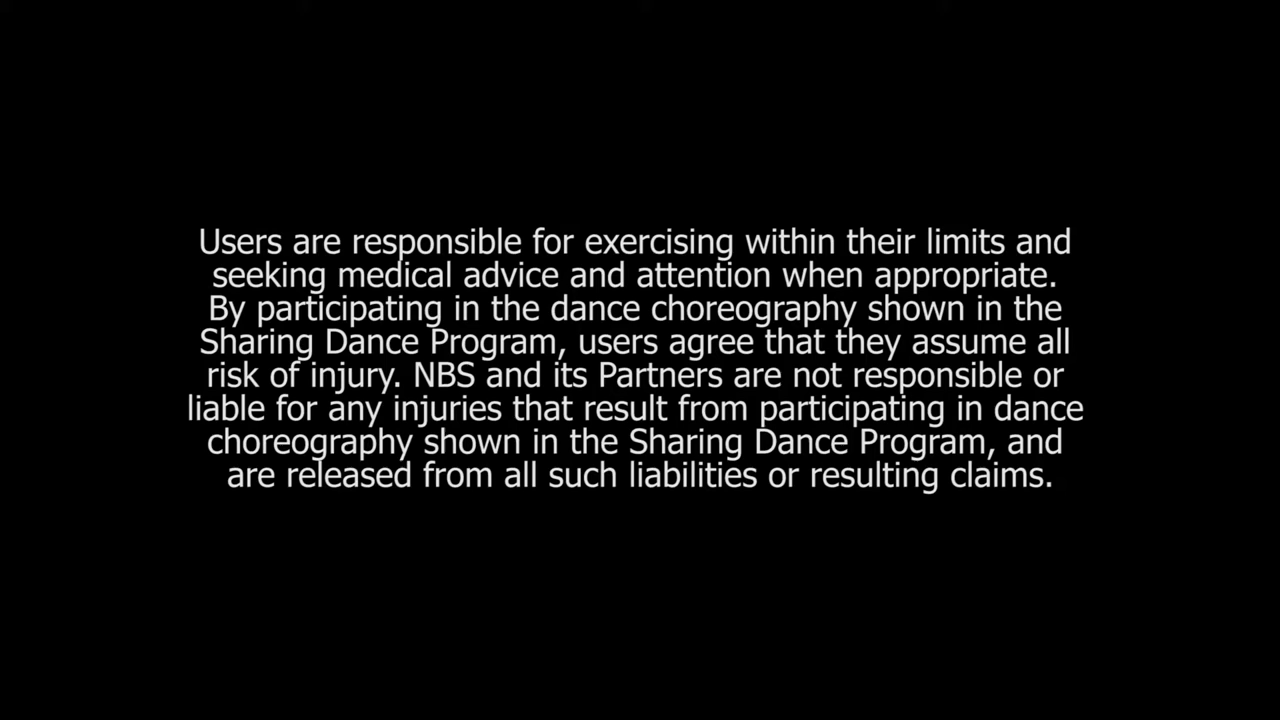 Users are responsible for exercising within their limits and
seeking medical advice and attention when appropriate.
By participating in the dance choreography shown in the
Sharing Dance Program, users agree that they assume all
risk of injury. NBS and its Partners are not responsible or
liable for any injuries that result from participating in dance
choreography shown in the Sharing Dance Program, and
are released from all such liabilities or resulting claims.